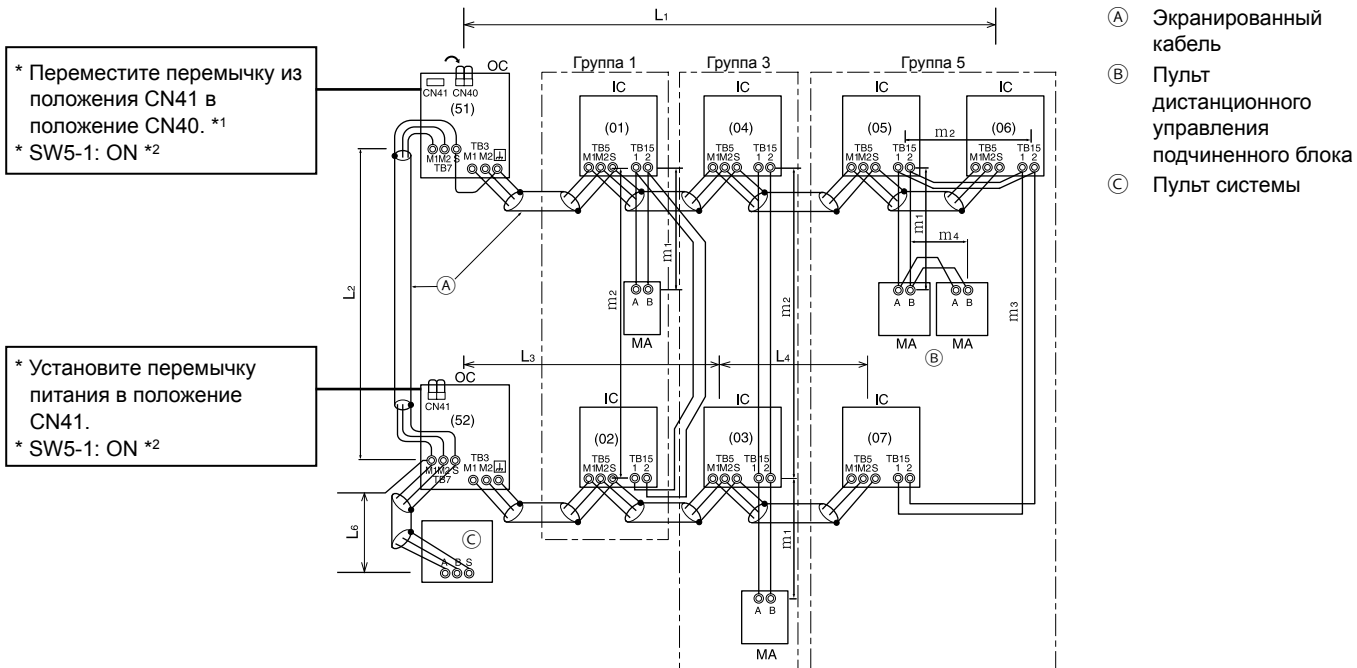 L1
* Переместите перемычку из
положения CN41 в
положение CN40. *1
* SW5-1: ON *2
OC
CN41 CN40
(51)
M1M2 S
TB7
TB3
M1 M2
Группа 1
IC
(01)
TB5
M1M2S
TB15
1 2
Группа 3
IC
(04)
TB5
M1M2S
TB15
1 2
Группа 5
IC
(05)
TB5
M1M2S
TB15
1 2
m2
IC
(06)
TB5
M1M2S
TB15
1 2
Ⓐ Экранированный
кабель
Ⓑ Пульт
дистанционного
управления
подчиненного блока
Ⓒ Пульт системы
L2
Ⓐ
m2
m1
A B
MA
m2
m1
m4
A B
MA
A B
MA
Ⓑ
m3
* Установите перемычку
питания в положение
CN41.
* SW5-1: ON *2
L3
L4
OC
CN41
(52)
M1M2 S
TB7
TB3
M1 M2
IC
(02)
TB5
M1M2S
TB15
1 2
IC
(03)
TB5
M1M2S
TB15
1 2
IC
(07)
TB5
M1M2S
TB15
1 2
L6
Ⓒ
A B S
m1
A B
MA